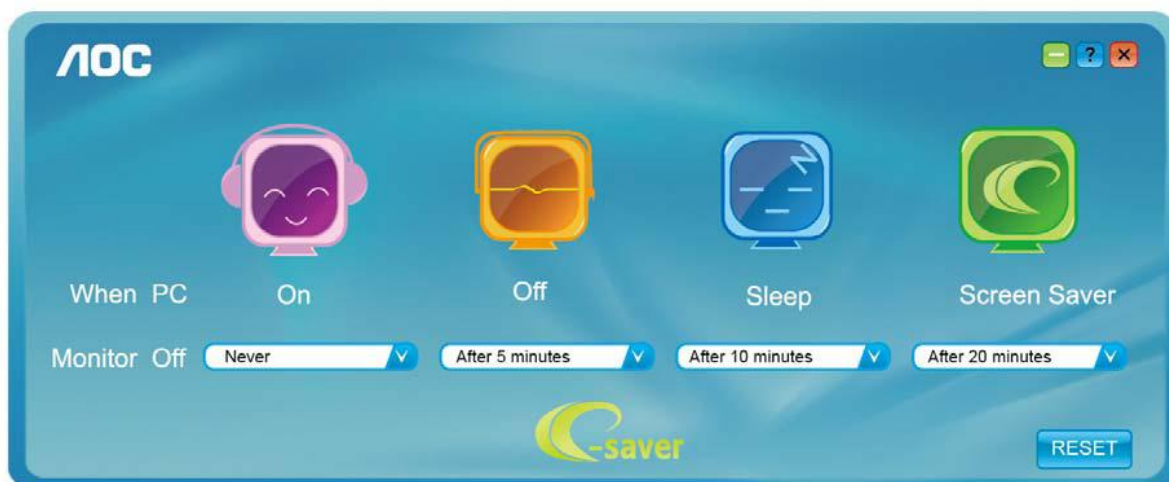 AOC
?
When PC On Off Sleep Screen Saver
Monitor Off Never After 5 minutes After 10 minutes After 20 minutes
e-saver
RESET